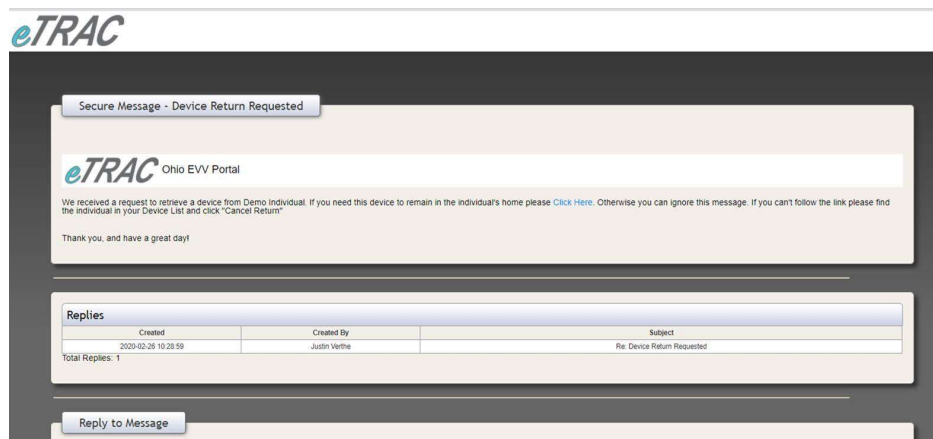 eTRAC
Secure Message - Device Return Requested
eTRAC Ohio EVV Portal
We received a request to retrieve a device from Demo Individual. If you need this device to remain in the individual's home please Click Here. Otherwise you can ignore this message. If you can't follow the link please find
the individual in your Device List and click "Cancel Return"
Thank you, and have a great day!
Replies
Created Created By Subject
2020-02-26 10:28:59 Justin Verthe Re: Device Return Requested
Total Replies: 1
Reply to Message